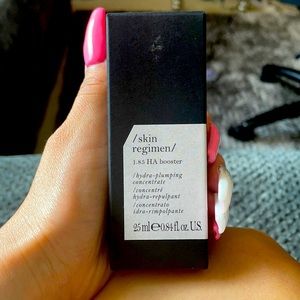 /skin
regimen/
1.85 HA booster
/hydra-plumping
concentrate
/concentré
hydra-repulpant
/concentrato
idra-rimpolpante
25 ml℮0.84 fl. oz. U.S.